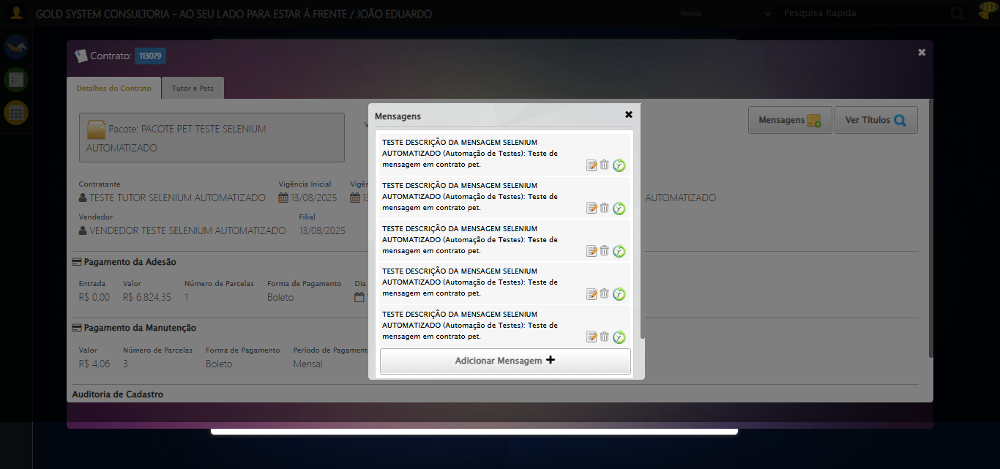 GOLD SYSTEM CONSULTORIA - AO SEU LADO PARA ESTAR À FRENTE / JOÃO EDUARDO
Nome
Pesquisa Rapida
Contrato: 113079
Detalhes do Contrato
Tutor e Pets
Pacote: PACOTE PET TESTE SELENIUM
AUTOMATIZADO
Mensagens
Ver Títulos
Contratante
Vigência Inicial
TESTE TUTOR SELENIUM AUTOMATIZADO
13/08/2025
AUTOMATIZADO
Vendedor
Filial
VENDEDOR TESTE SELENIUM AUTOMATIZADO
13/08/2025
Pagamento da Adesão
Entrada
Valor
Número de Parcelas
Forma de Pagamento
Dia
R$ 0,00
R$ 6.824,35
1
Boleto
Pagamento da Manutenção
Valor
Número de Parcelas
Forma de Pagamento
Período de Pagamento
R$ 4,06
3
Boleto
Mensal
Auditoria de Cadastro
Mensagens
TESTE DESCRIÇÃO DA MENSAGEM SELENIUM
AUTOMATIZADO (Automação de Testes): Teste de
mensagem em contrato pet.
TESTE DESCRIÇÃO DA MENSAGEM SELENIUM
AUTOMATIZADO (Automação de Testes): Teste de
mensagem em contrato pet.
TESTE DESCRIÇÃO DA MENSAGEM SELENIUM
AUTOMATIZADO (Automação de Testes): Teste de
mensagem em contrato pet.
TESTE DESCRIÇÃO DA MENSAGEM SELENIUM
AUTOMATIZADO (Automação de Testes): Teste de
mensagem em contrato pet.
TESTE DESCRIÇÃO DA MENSAGEM SELENIUM
AUTOMATIZADO (Automação de Testes): Teste de
mensagem em contrato pet.
Adicionar Mensagem